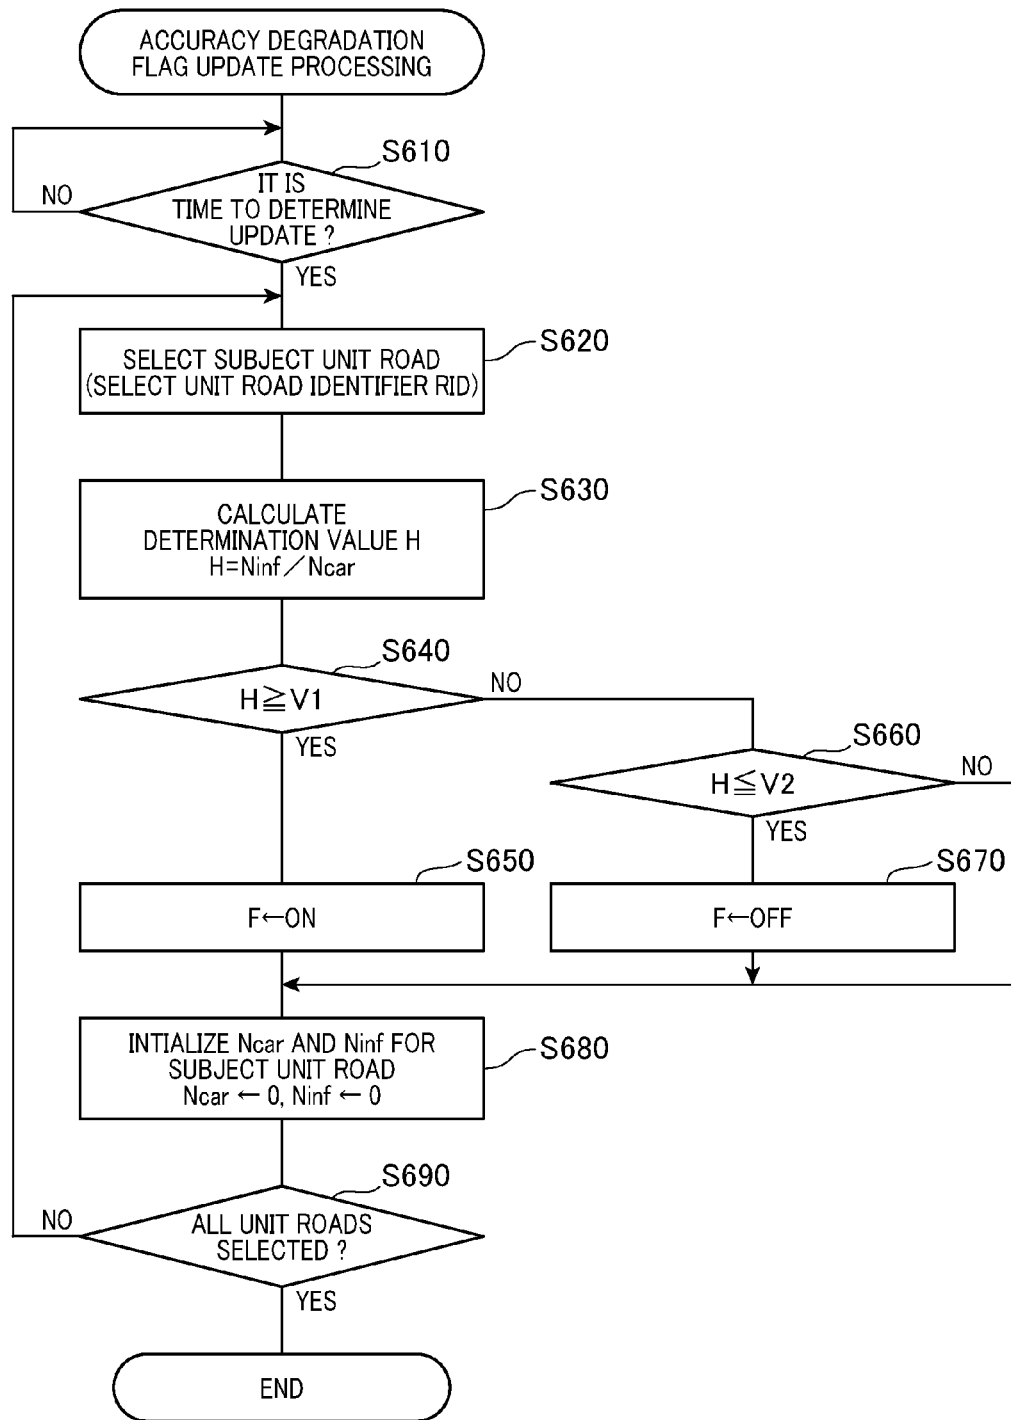 ACCURACY DEGRADATION
FLAG UPDATE PROCESSING
S610
NO
IT IS
TIME TO DETERMINE
UPDATE ?
YES
S620
SELECT SUBJECT UNIT ROAD
(SELECT UNIT ROAD IDENTIFIER RID)
S630
CALCULATE
DETERMINATION VALUE H
H=Ninf／Ncar
S640
H≧V1
NO
YES
S660
H≦V2
NO
YES
S650
F←ON
S670
F←OFF
INTIALIZE Ncar AND Ninf FOR
SUBJECT UNIT ROAD
Ncar ← 0, Ninf ← 0
S680
S690
NO
ALL UNIT ROADS
SELECTED ?
YES
END